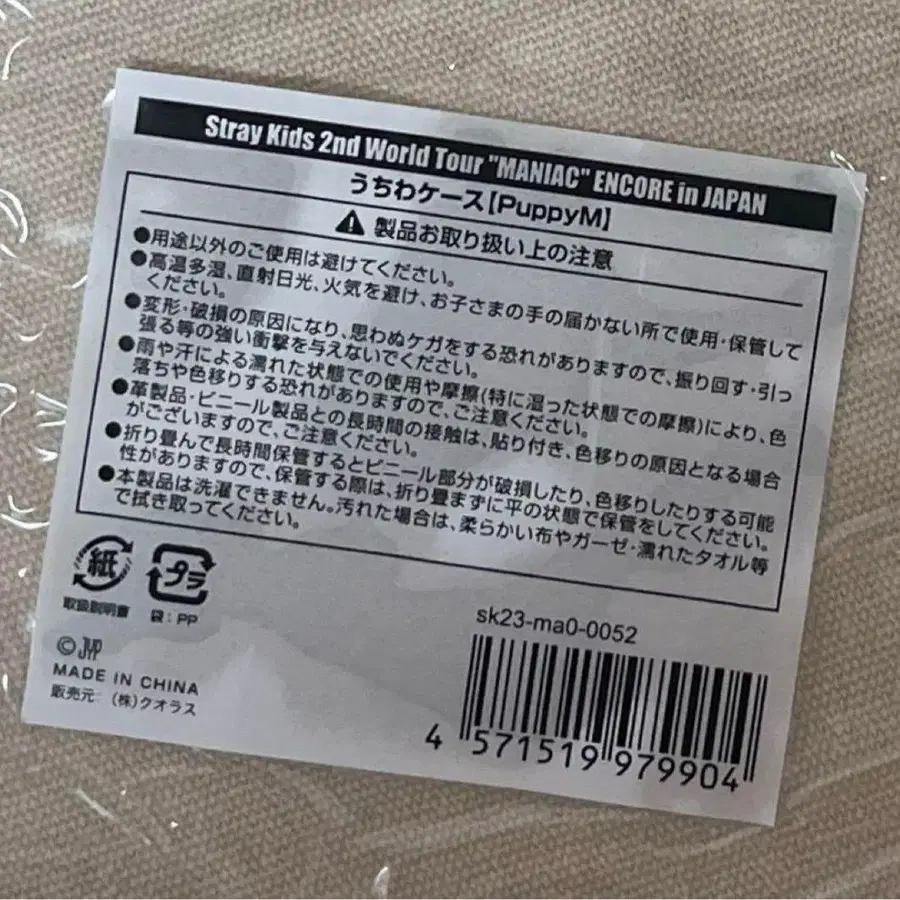 Stray Kids 2nd World Tour "MANIAC" ENCORE in JAPAN
うちわケース【PuppyM】
製品お取り扱い上の注意
●用途以外のご使用は避けてください。
●高温多湿、直射日光、火気を避け、お子さまの手の届かない所で使用・保管して
ください。
●変形・破損の原因になり、思わぬケガをする恐れがありますので、振り回す・引っ
張る等の強い衝撃を与えないでください。
●雨や汗による濡れた状態での使用や摩擦(特に湿った状態での摩擦)により、色
落ちや色移りする恐れがありますので、ご注意ください。
●革製品・ビニール製品との長時間の接触は、貼り付き、色移りの原因となる場合
がございますので、ご注意ください。
●折り畳んで長時間保管するとビニール部分が破損したり、色移りしたりする可能
性がありますので、保管する際は、折り畳まずに平の状態で保管をしてください。
●本製品は洗濯できません。汚れた場合は、柔らかい布やガーゼ・濡れたタオル等
で拭き取ってください。
紙
プラ
取扱説明書
袋:PP
sk23-ma0-0052
©JYP
MADE IN CHINA
販売元: (株)クオラス
4 571519 979904